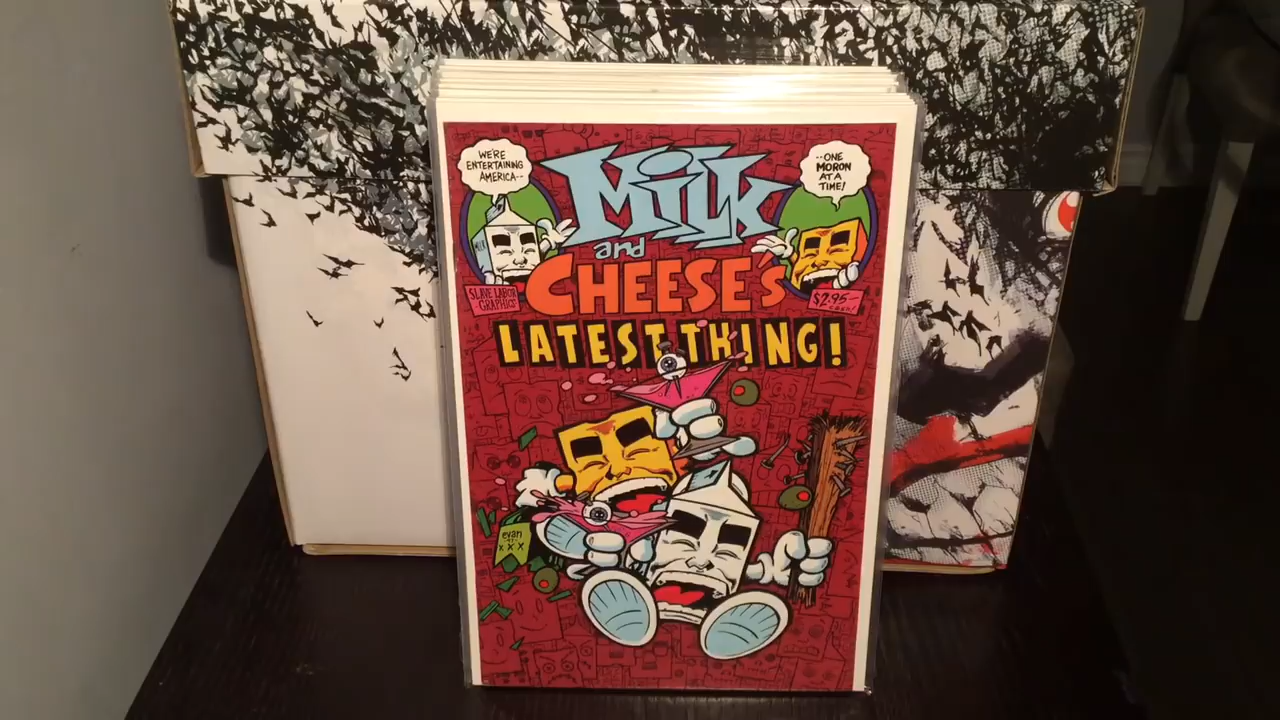 WE'RE
ENTERTAINING
AMERICA--
--ONE
MORON
AT A
TIME!
MILK
and
CHEESE'S
SLAVE LABOR
GRAPHICS
$2.95
LATEST THING!
evan
XXX